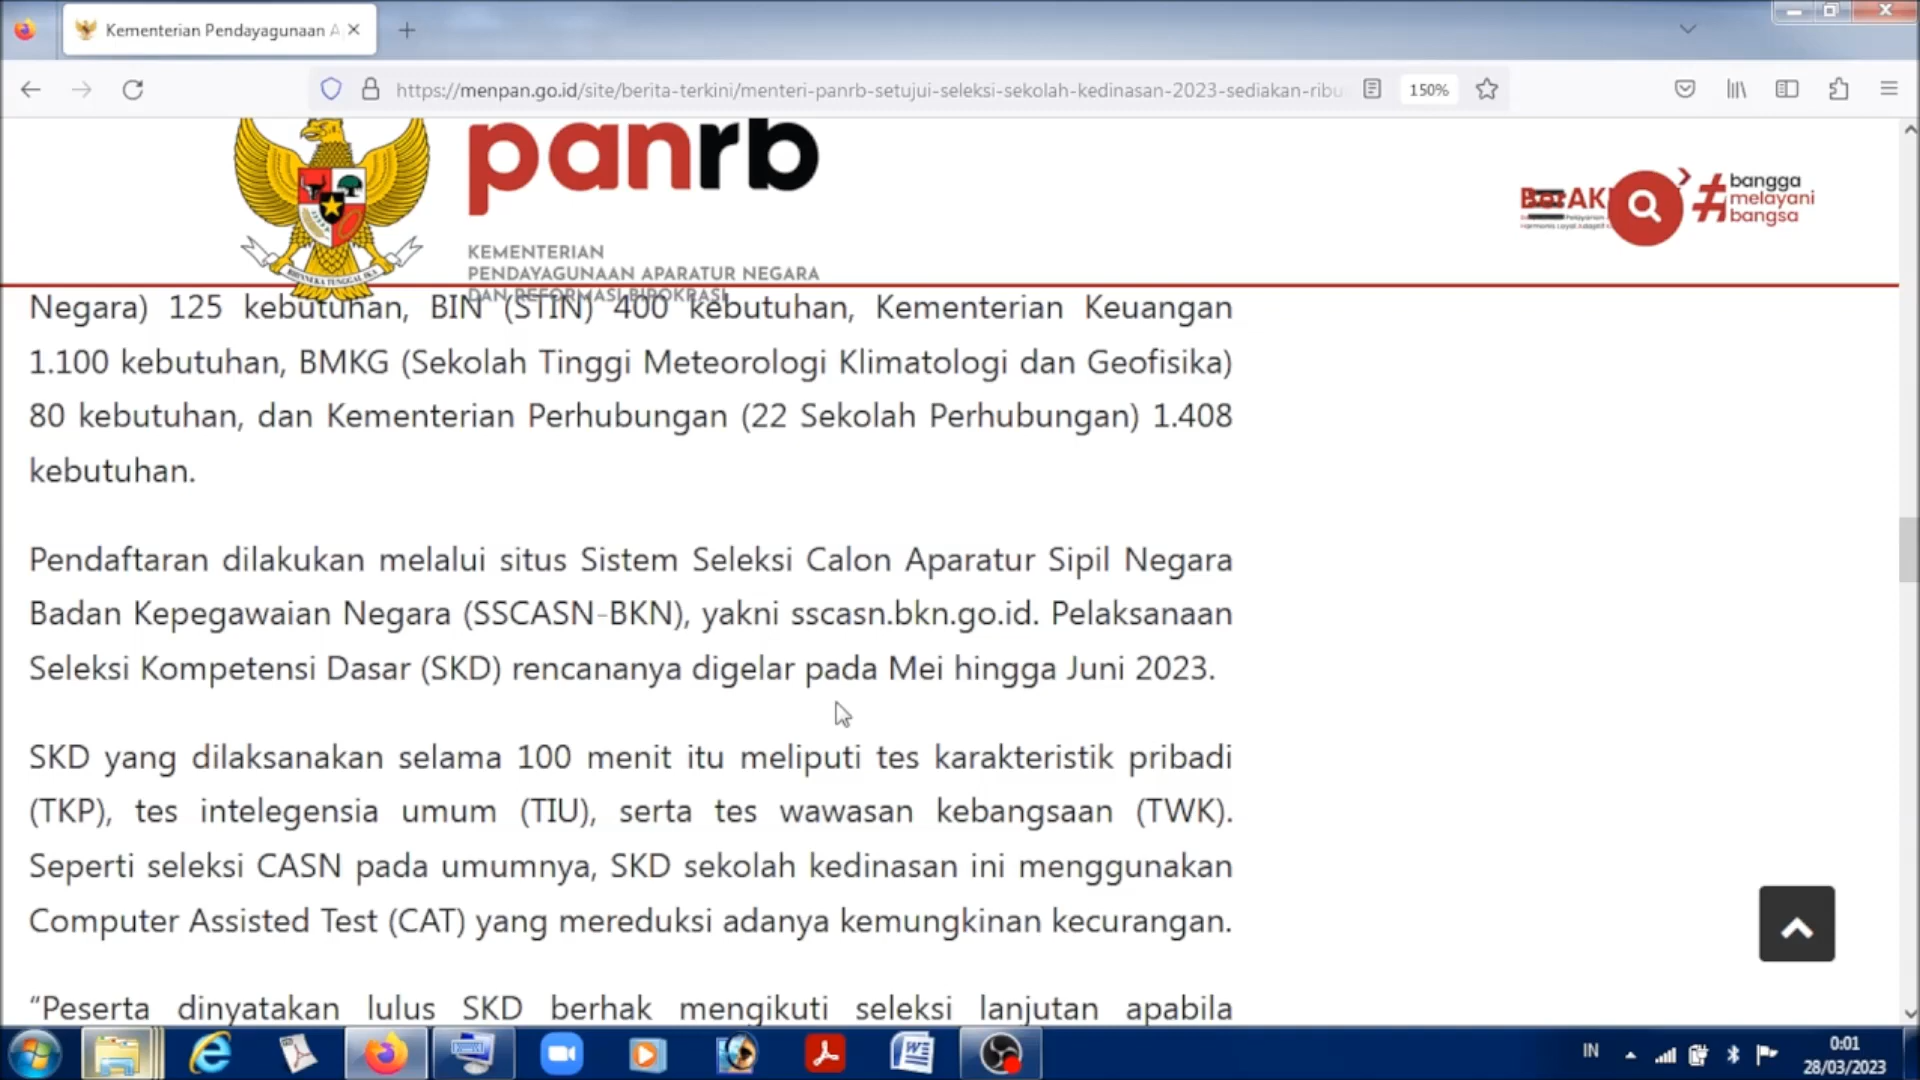 Kementerian Pendayagunaan A
https://menpan.go.id/site/berita-terkini/menteri-panrb-setujui-seleksi-sekolah-kedinasan-2023-sediakan-ribu
150%
panrb
KEMENTERIAN
PENDAYAGUNAAN APARATUR NEGARA
DAN REFORMASI BIROKRASI
BHINNEKA TUNGGAL IKA
BerAK
#bangga
melayani
bangsa
Negara) 125 kebutuhan, BIN (STIN) 400 kebutuhan, Kementerian Keuangan
1.100 kebutuhan, BMKG (Sekolah Tinggi Meteorologi Klimatologi dan Geofisika)
80 kebutuhan, dan Kementerian Perhubungan (22 Sekolah Perhubungan) 1.408
kebutuhan.
Pendaftaran dilakukan melalui situs Sistem Seleksi Calon Aparatur Sipil Negara
Badan Kepegawaian Negara (SSCASN-BKN), yakni sscasn.bkn.go.id. Pelaksanaan
Seleksi Kompetensi Dasar (SKD) rencananya digelar pada Mei hingga Juni 2023.
SKD yang dilaksanakan selama 100 menit itu meliputi tes karakteristik pribadi
(TKP), tes intelegensia umum (TIU), serta tes wawasan kebangsaan (TWK).
Seperti seleksi CASN pada umumnya, SKD sekolah kedinasan ini menggunakan
Computer Assisted Test (CAT) yang mereduksi adanya kemungkinan kecurangan.
“Peserta dinyatakan lulus SKD berhak mengikuti seleksi lanjutan apabila
IN
0:01
28/03/2023